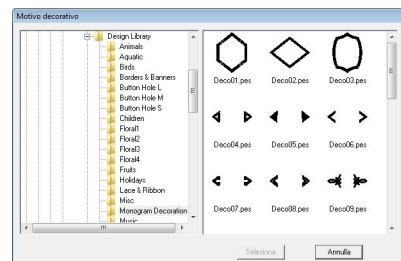 Motivo decorativo
Design Library
Animals
Aquatic
Birds
Borders & Banners
Button Hole L
Button Hole M
Button Hole S
Children
Floral1
Floral2
Floral3
Floral4
Fruits
Holidays
Lace & Ribbon
Misc
Monogram Decoration
Music
Deco01.pes Deco02.pes Deco03.pes
Deco04.pes Deco05.pes Deco06.pes
Deco07.pes Deco08.pes Deco09.pes
Seleziona Annulla